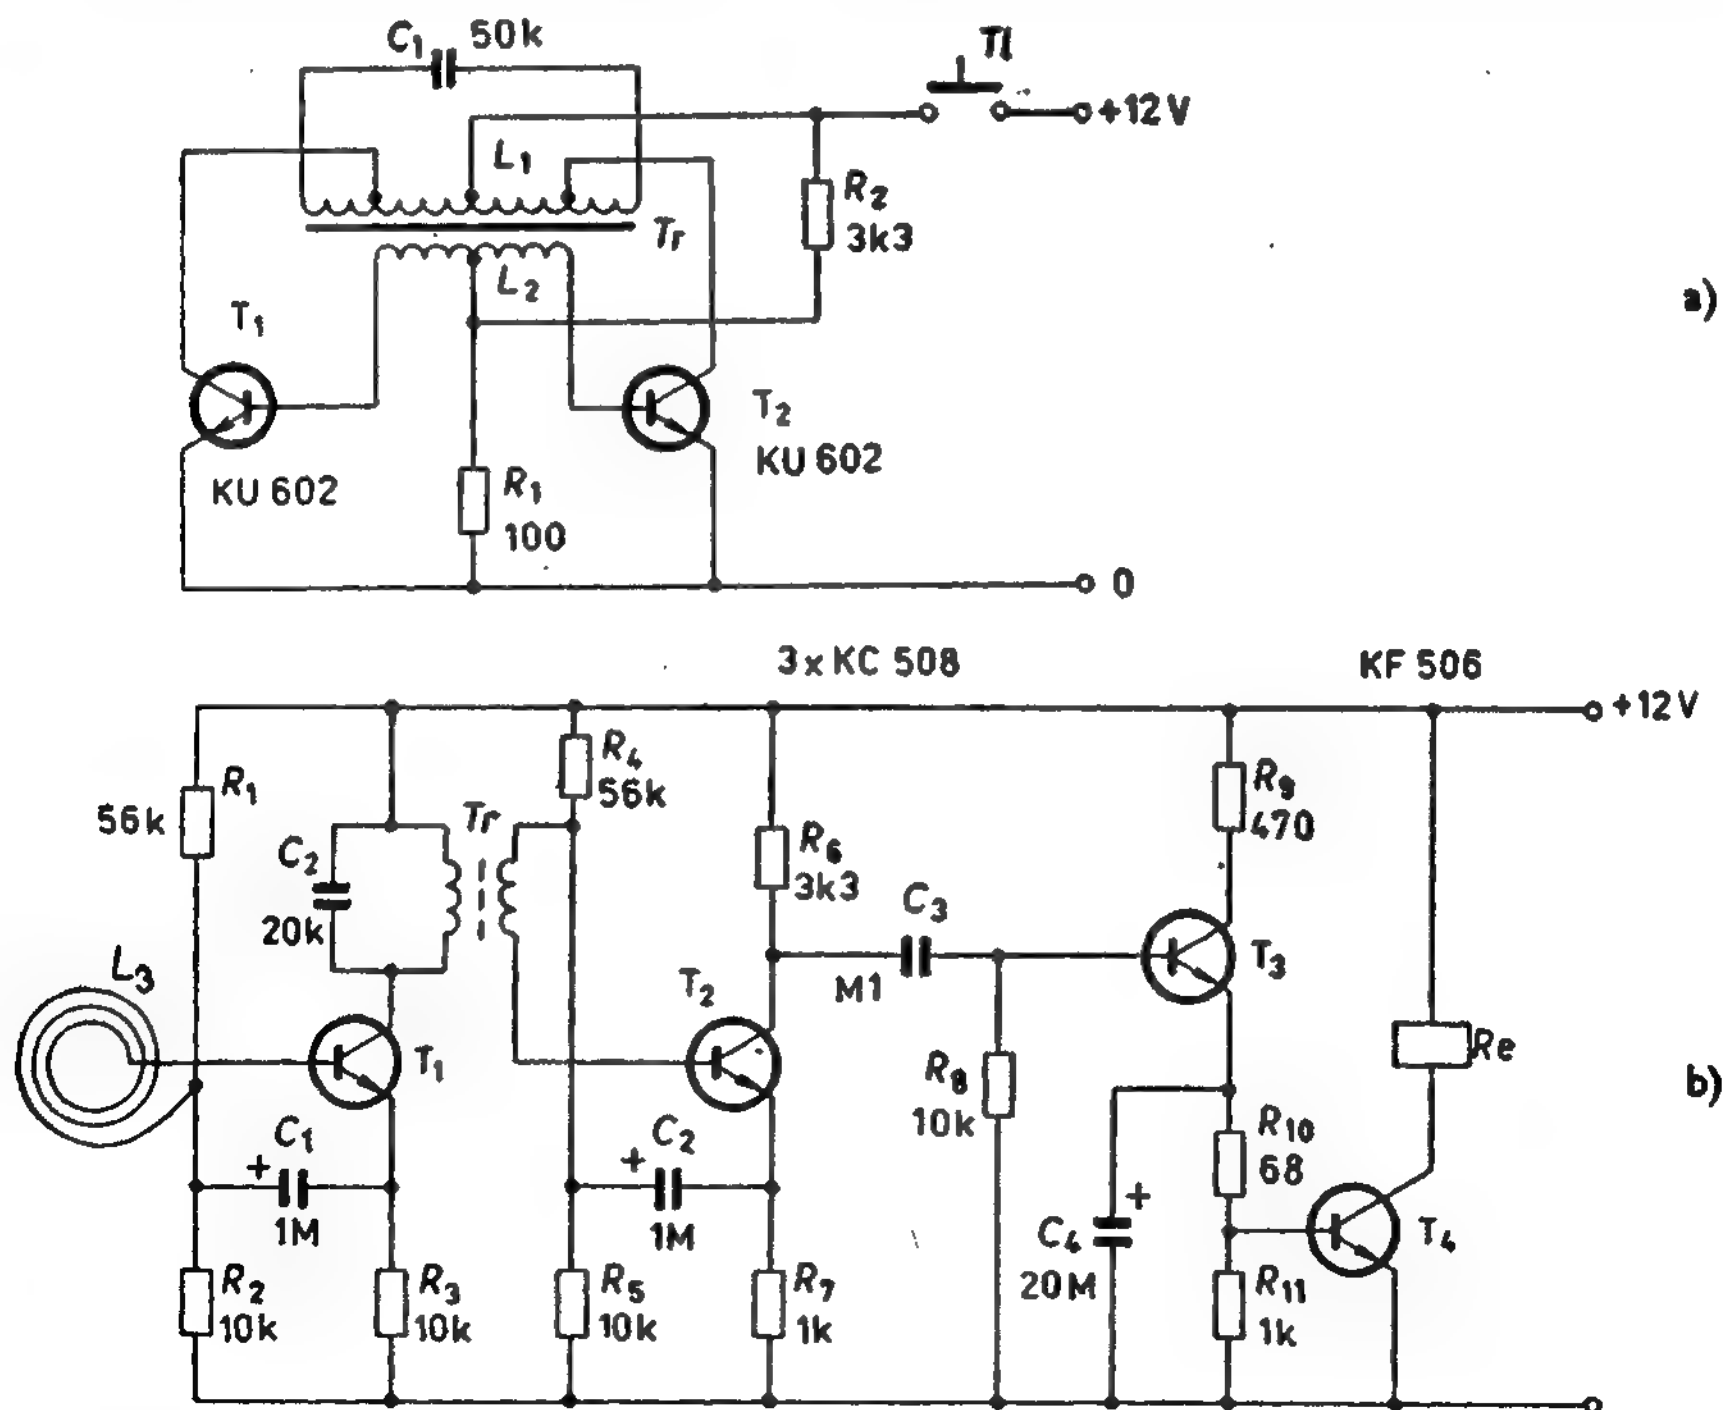 C1 50k
Tl
+12V
L1
R2
3k3
Tr
L2
a)
T1
T2
KU 602
KU 602
R1
100
0
3 x KC 508
KF 506
+12V
R1
56k
R4
56k
Tr
C2
20k
R6
3k3
R9
470
C3
M1
T3
L3
T1
T2
R8
10k
Re
b)
C1
+
1M
C2
+
1M
R10
68
C4
+
20M
T4
R2
10k
R3
10k
R5
10k
R7
1k
R11
1k